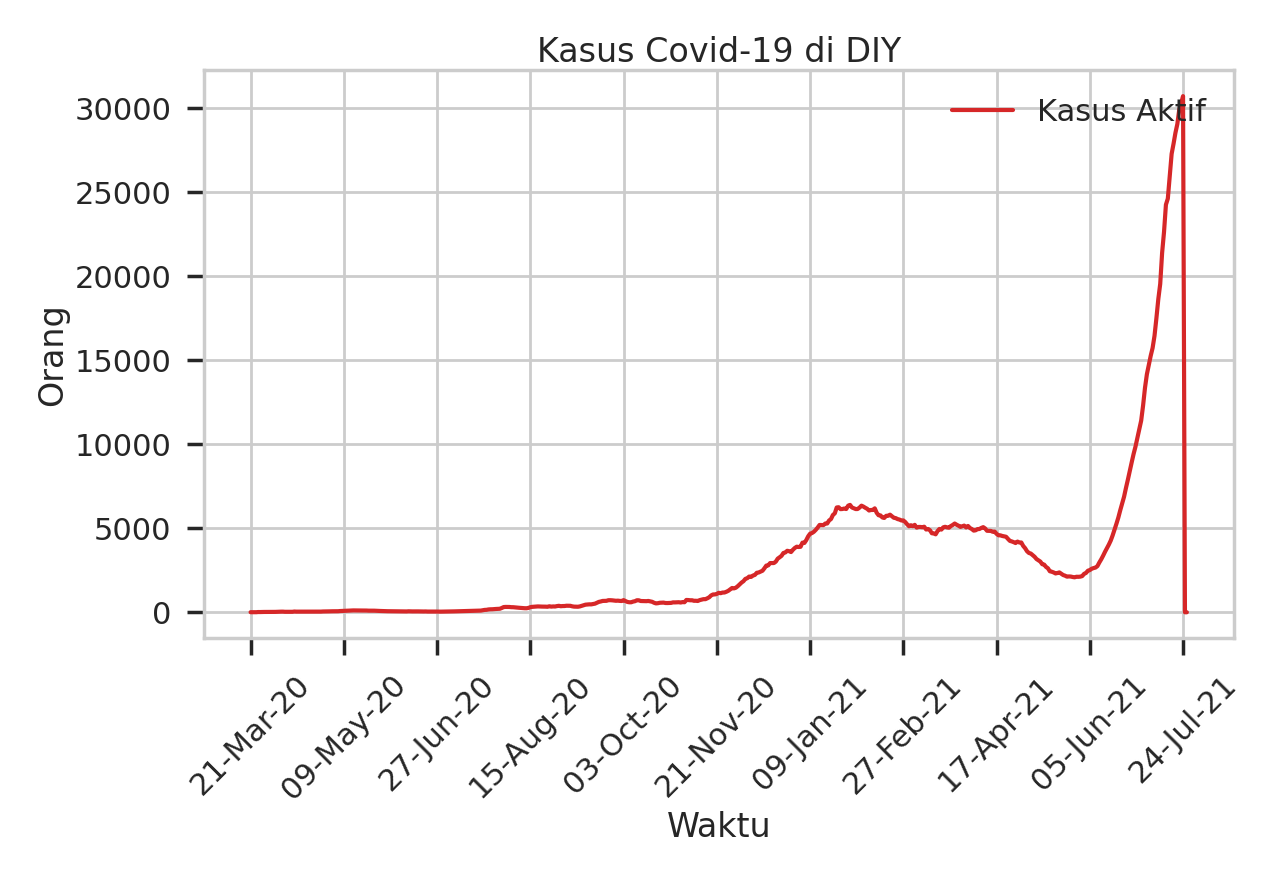 Kasus Covid-19 di DIY
Kasus Aktif
30000
25000
20000
15000
10000
5000
0
Orang
21-Mar-20
09-May-20
27-Jun-20
15-Aug-20
03-Oct-20
21-Nov-20
09-Jan-21
27-Feb-21
17-Apr-21
05-Jun-21
24-Jul-21
Waktu